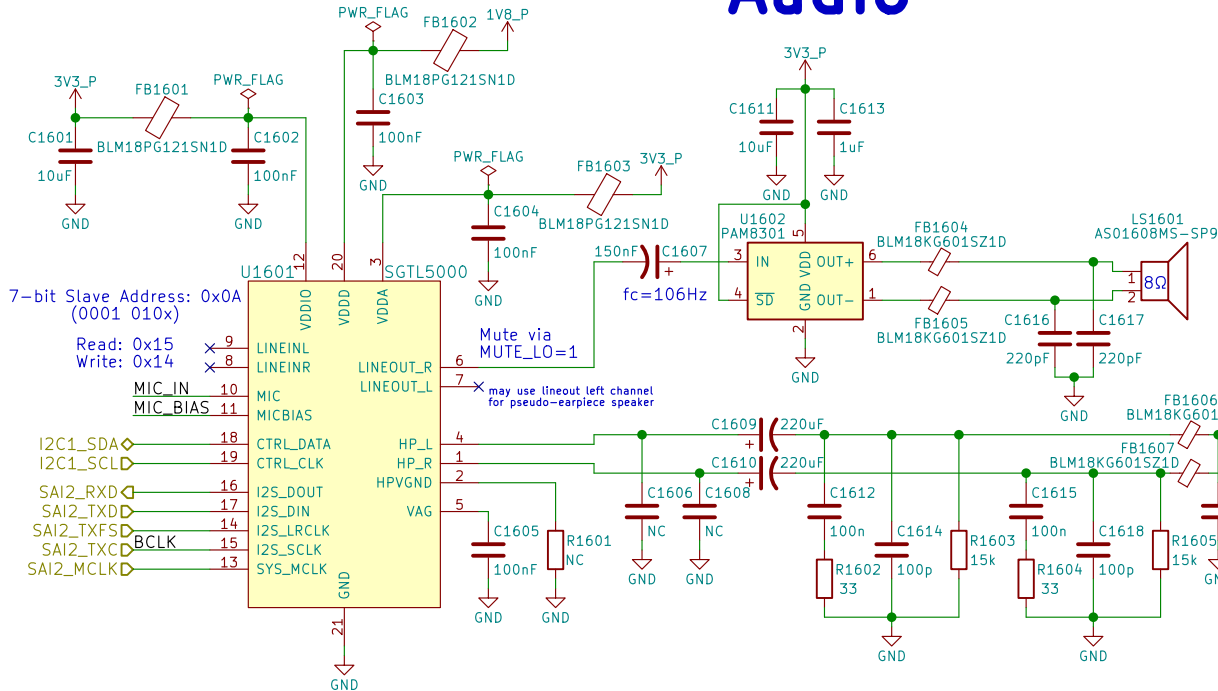 Audio
PWR_FLAG
1V8_P
FB1602
BLM18PG121SN1D
C1603
100nF
GND
3V3_P
FB1601
PWR_FLAG
C1601
BLM18PG121SN1D
C1602
10uF
100nF
GND
GND
PWR_FLAG
FB1603
3V3_P
C1604
BLM18PG121SN1D
100nF
GND
3V3_P
C1611
C1613
10uF
1uF
GND
GND
U1602
PAM8301
5
VDD
3
IN
OUT+
6
4
SD
OUT-
1
GND
2
GND
150nF
C1607
+
fc=106Hz
FB1604
BLM18KG601SZ1D
FB1605
BLM18KG601SZ1D
LS1601
AS01608MS-SP9
1
2
8Ω
C1616
C1617
220pF
220pF
GND
U1601
SGTL5000
12
20
3
VDDIO
VDDD
VDDA
7-bit Slave Address: 0x0A
(0001 010x)
Read: 0x15
Write: 0x14
9
LINEINL
8
LINEINR
MIC_IN
10
MIC
MIC_BIAS
11
MICBIAS
I2C1_SDA
18
CTRL_DATA
I2C1_SCL
19
CTRL_CLK
SAI2_RXD
16
I2S_DOUT
SAI2_TXD
17
I2S_DIN
SAI2_TXFS
14
I2S_LRCLK
SAI2_TXC
BCLK
15
I2S_SCLK
SAI2_MCLK
13
SYS_MCLK
LINEOUT_R
6
LINEOUT_L
7
HP_L
4
HP_R
1
HPVGND
2
VAG
5
GND
21
GND
Mute via
MUTE_LO=1
may use lineout left channel
for pseudo-earpiece speaker
C1605
100nF
GND
R1601
NC
GND
C1606
NC
GND
C1608
NC
GND
C1609
220uF
+
C1610
220uF
+
C1612
100n
R1602
33
C1614
100p
R1603
15k
GND
C1615
100n
R1604
33
C1618
100p
R1605
15k
GND
FB1606
BLM18KG601
FB1607
BLM18KG601SZ1D